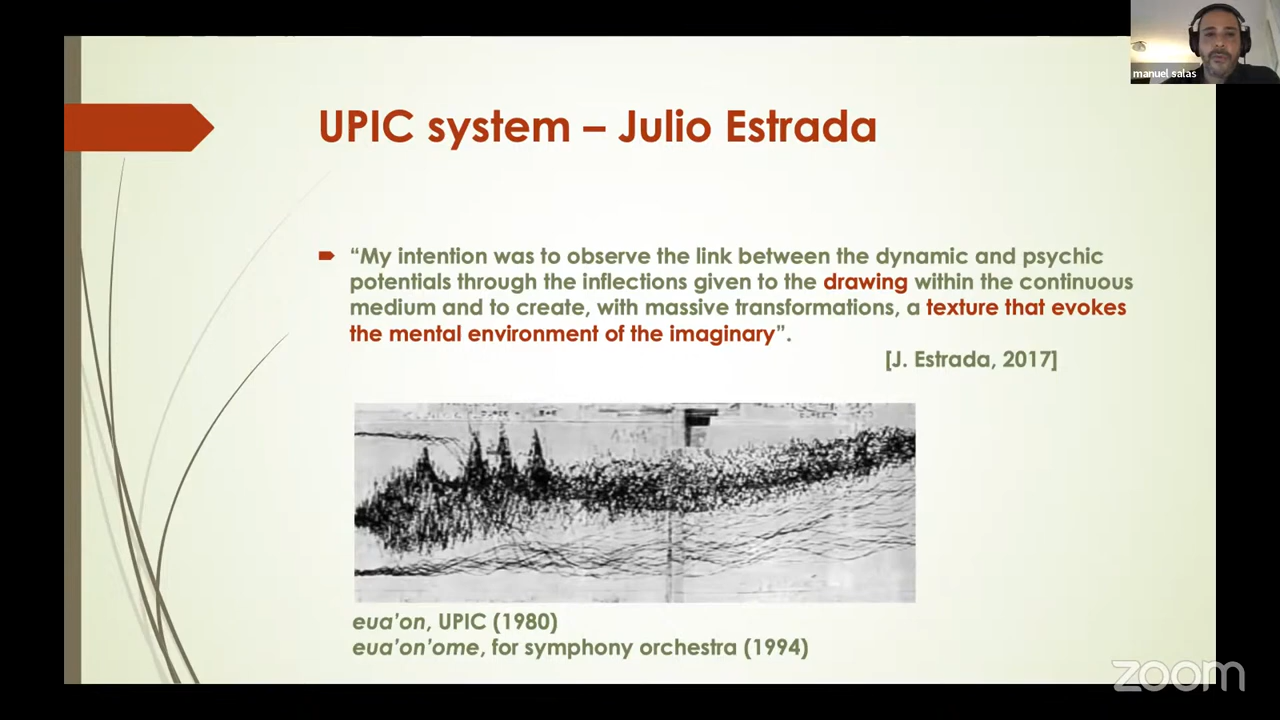 manuel salas
UPIC system – Julio Estrada
“My intention was to observe the link between the dynamic and psychic
potentials through the inflections given to the drawing within the continuous
medium and to create, with massive transformations, a texture that evokes
the mental environment of the imaginary”.
[J. Estrada, 2017]
eua’on, UPIC (1980)
eua’on’ome, for symphony orchestra (1994)
zoom